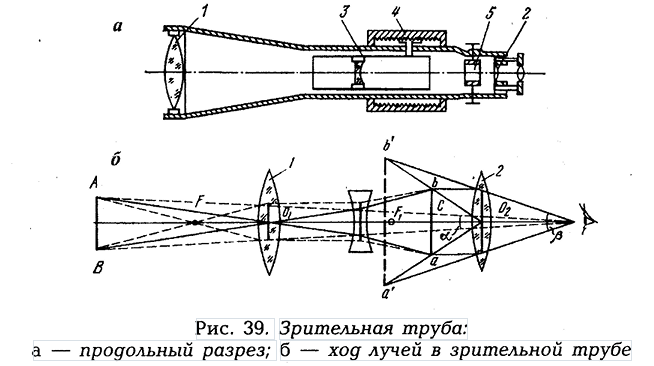 а 1 3 4 5 2
б b' 1 2
A F O₁ F₁ b C O₂
α β
B a
a'
Рис. 39. Зрительная труба:
а — продольный разрез; б — ход лучей в зрительной трубе